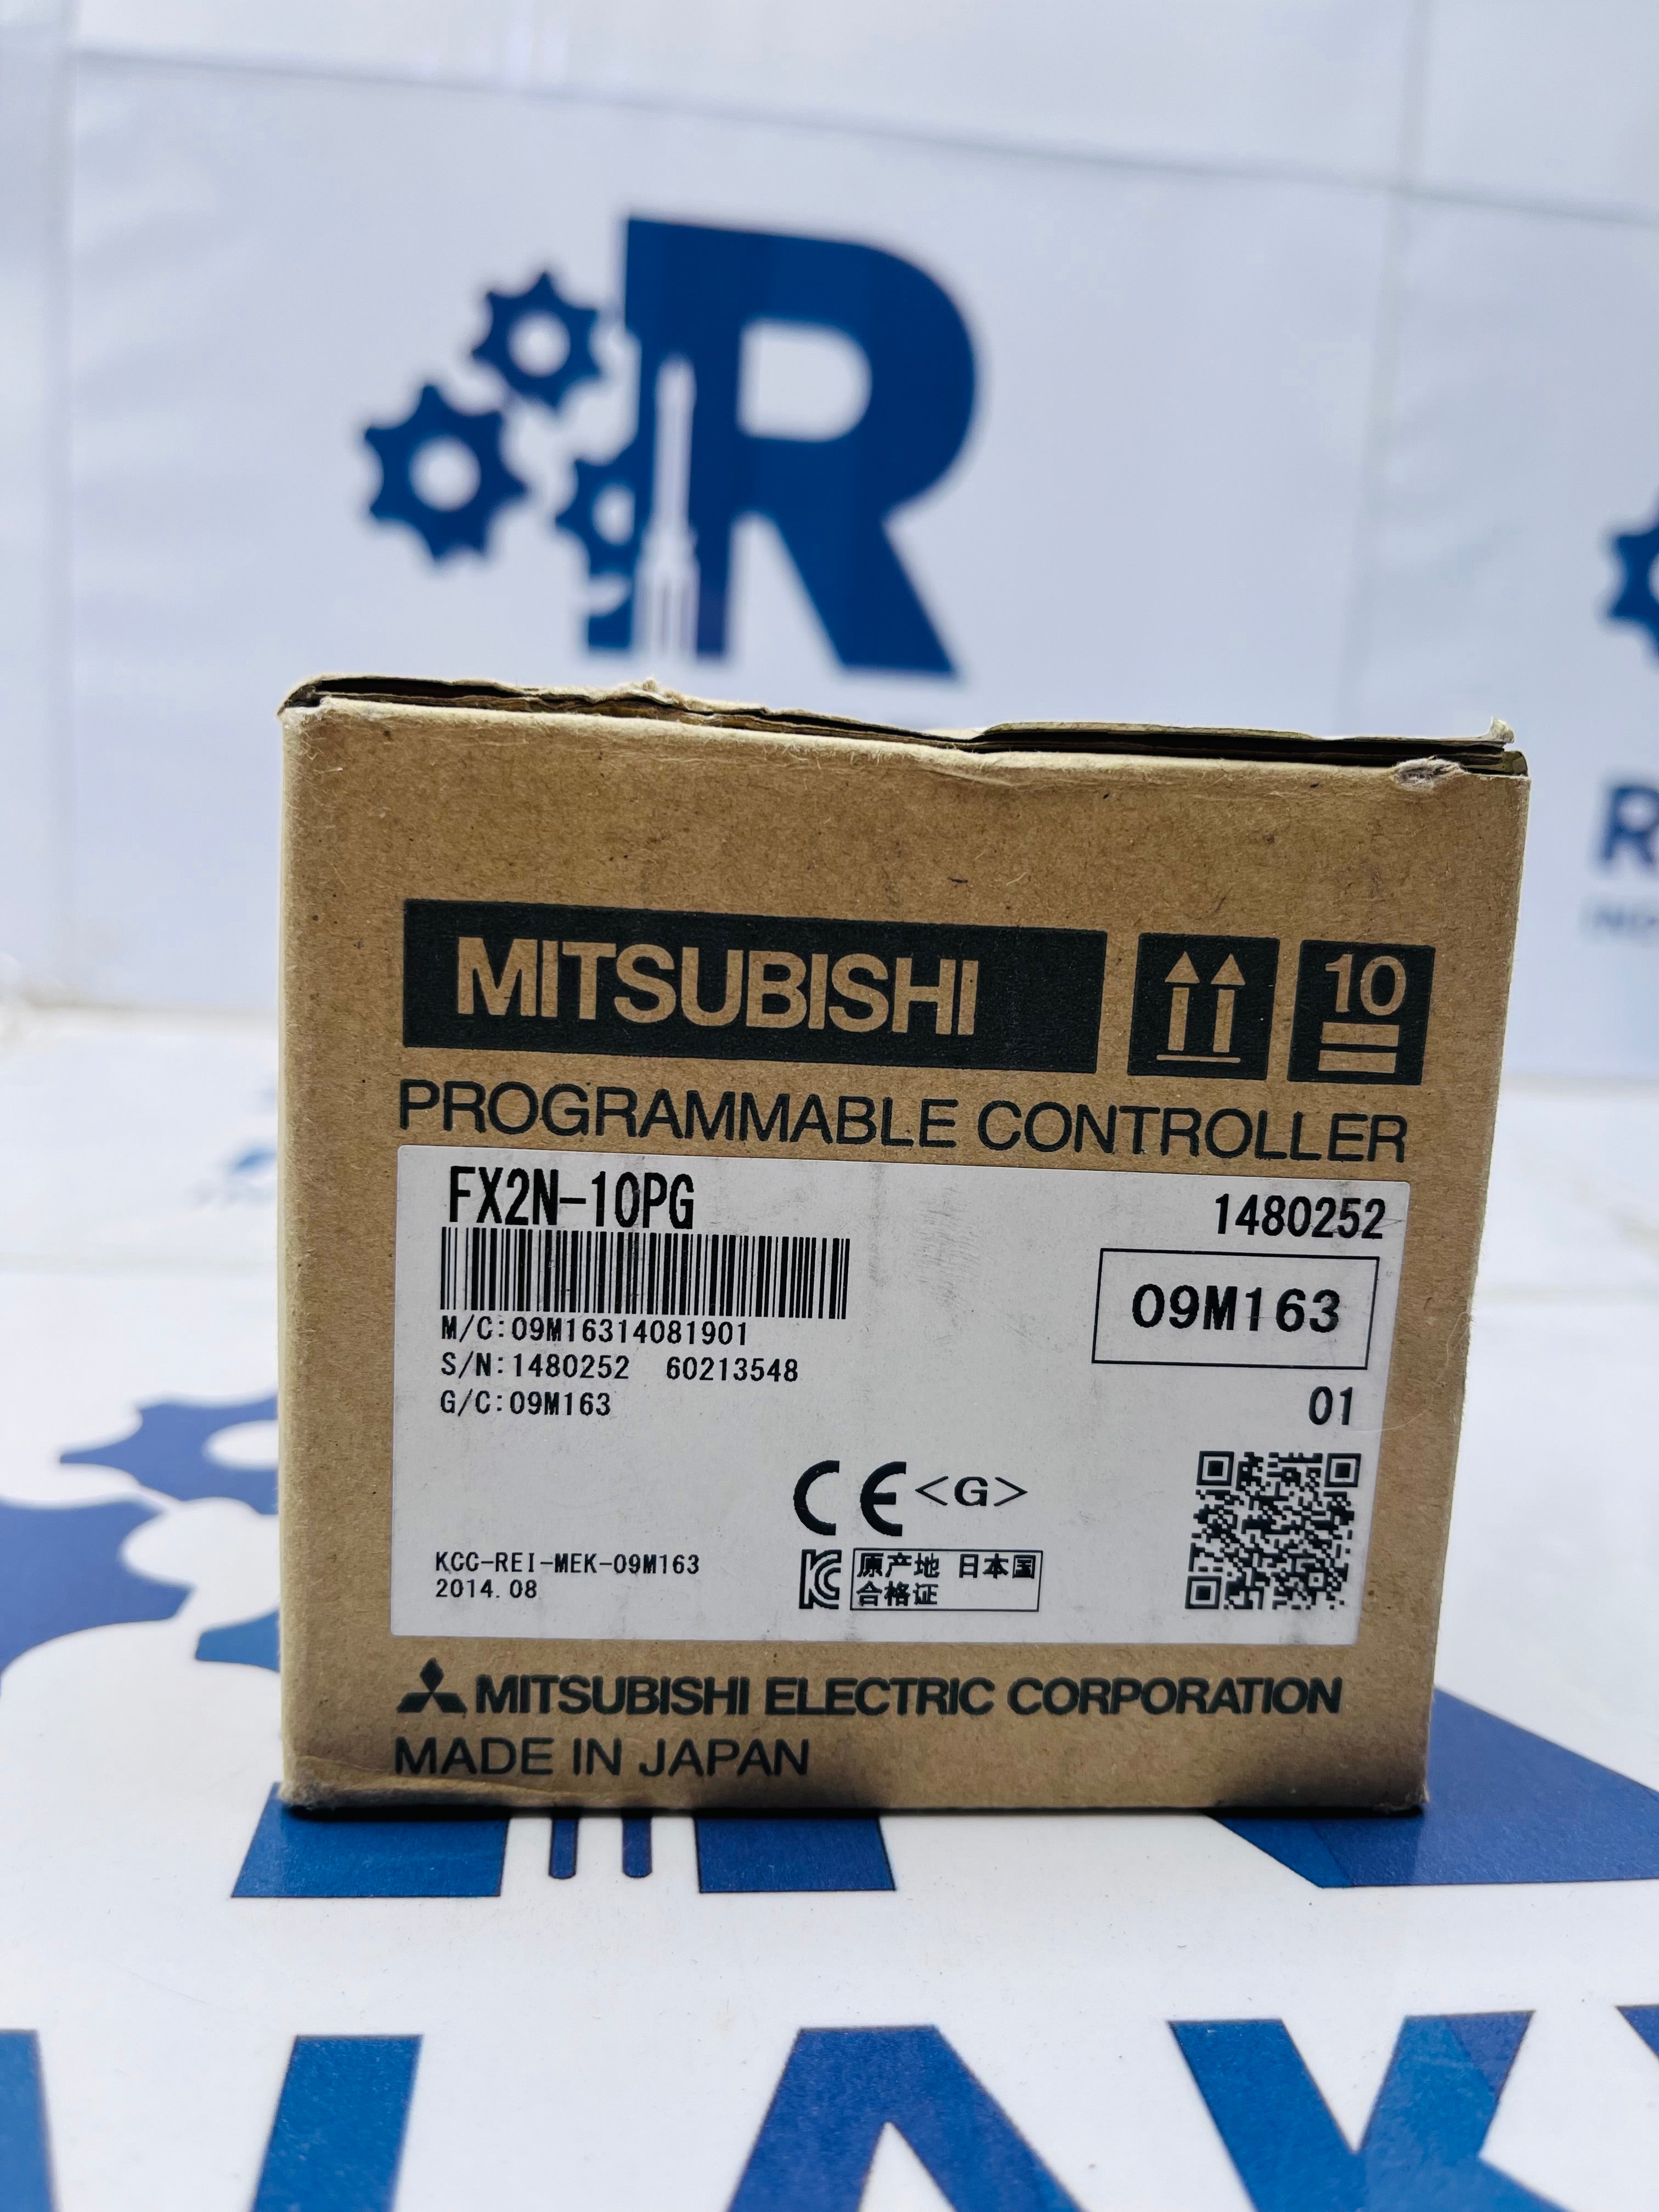 R
MITSUBISHI
10
PROGRAMMABLE CONTROLLER
FX2N-10PG
1480252
M/C:09M16314081901
09M163
S/N:1480252 60213548
G/C:09M163
01
CE <G>
KCC-REI-MEK-09M163
2014.08
原产地 日本国
合格证
MITSUBISHI ELECTRIC CORPORATION
MADE IN JAPAN